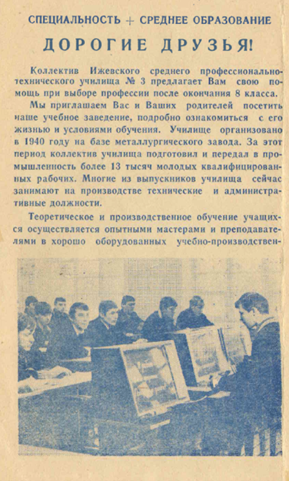 СПЕЦИАЛЬНОСТЬ + СРЕДНЕЕ ОБРАЗОВАНИЕ
ДОРОГИЕ ДРУЗЬЯ!
Коллектив Ижевского среднего профессионально-
технического училища № 3 предлагает Вам свою по-
мощь при выборе профессии после окончания 8 класса.
Мы приглашаем Вас и Ваших родителей посетить
наше учебное заведение, подробно ознакомиться с его
жизнью и условиями обучения. Училище организовано
в 1940 году на базе металлургического завода. За этот
период коллектив училища подготовил и передал в про-
мышленность более 13 тысяч молодых квалифицирован-
ных рабочих. Многие из выпускников училища сейчас
занимают на производстве технические и администра-
тивные должности.
Теоретическое и производственное обучение учащих-
ся осуществляется опытными мастерами и преподавате-
лями в хорошо оборудованных учебно-производствен-